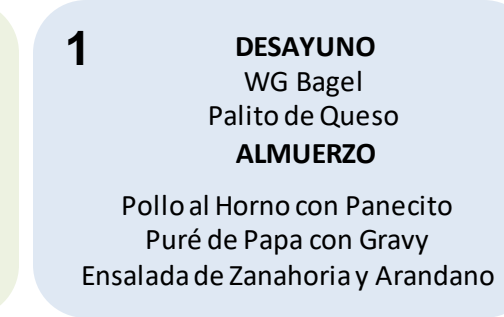 1
DESAYUNO
WG Bagel
Palito de Queso
ALMUERZO
Pollo al Horno con Panecito
Puré de Papa con Gravy
Ensalada de Zanahoria y Arandano